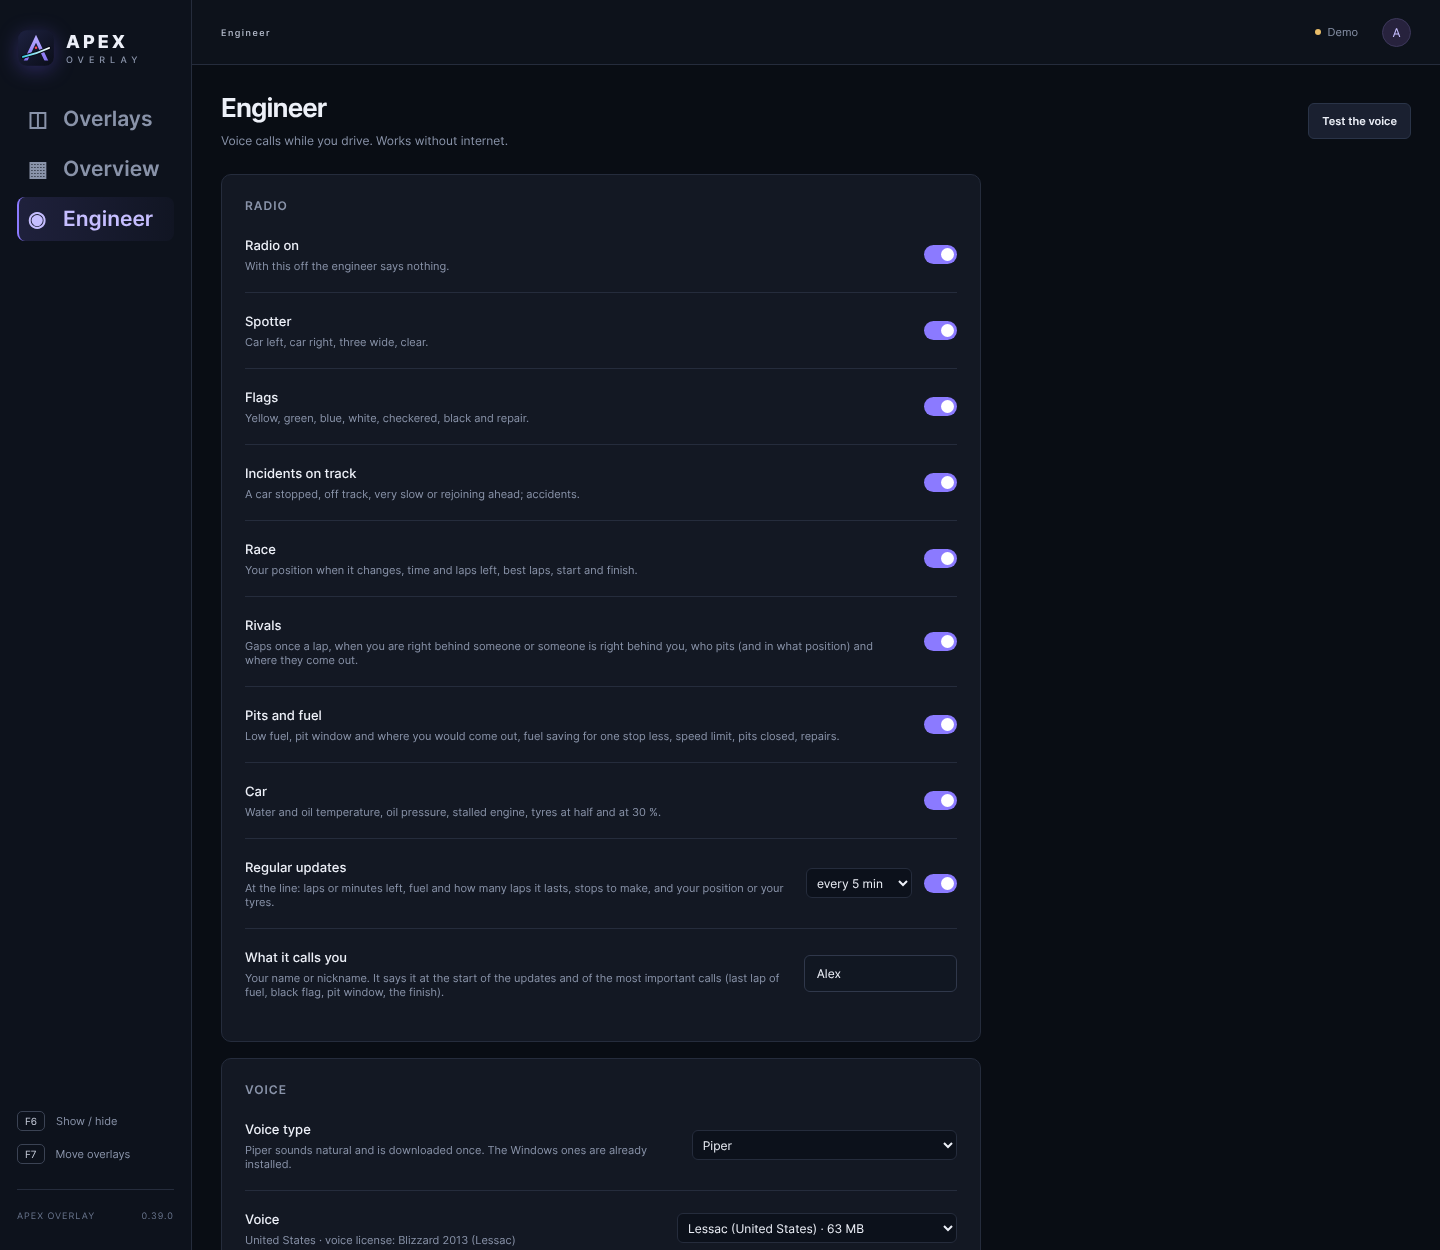 APEX
OVERLAY
Overlays
Overview
Engineer
F6 Show / hide
F7 Move overlays
APEX OVERLAY 0.39.0
Engineer
Demo
A
Engineer
Voice calls while you drive. Works without internet.
Test the voice
RADIO
Radio on
With this off the engineer says nothing.
Spotter
Car left, car right, three wide, clear.
Flags
Yellow, green, blue, white, checkered, black and repair.
Incidents on track
A car stopped, off track, very slow or rejoining ahead; accidents.
Race
Your position when it changes, time and laps left, best laps, start and finish.
Rivals
Gaps once a lap, when you are right behind someone or someone is right behind you, who pits (and in what position) and
where they come out.
Pits and fuel
Low fuel, pit window and where you would come out, fuel saving for one stop less, speed limit, pits closed, repairs.
Car
Water and oil temperature, oil pressure, stalled engine, tyres at half and at 30 %.
Regular updates
At the line: laps or minutes left, fuel and how many laps it lasts, stops to make, and your position or your
tyres.
every 5 min
What it calls you
Your name or nickname. It says it at the start of the updates and of the most important calls (last lap of
fuel, black flag, pit window, the finish).
Alex
VOICE
Voice type
Piper sounds natural and is downloaded once. The Windows ones are already
installed.
Piper
Voice
United States · voice license: Blizzard 2013 (Lessac)
Lessac (United States) · 63 MB